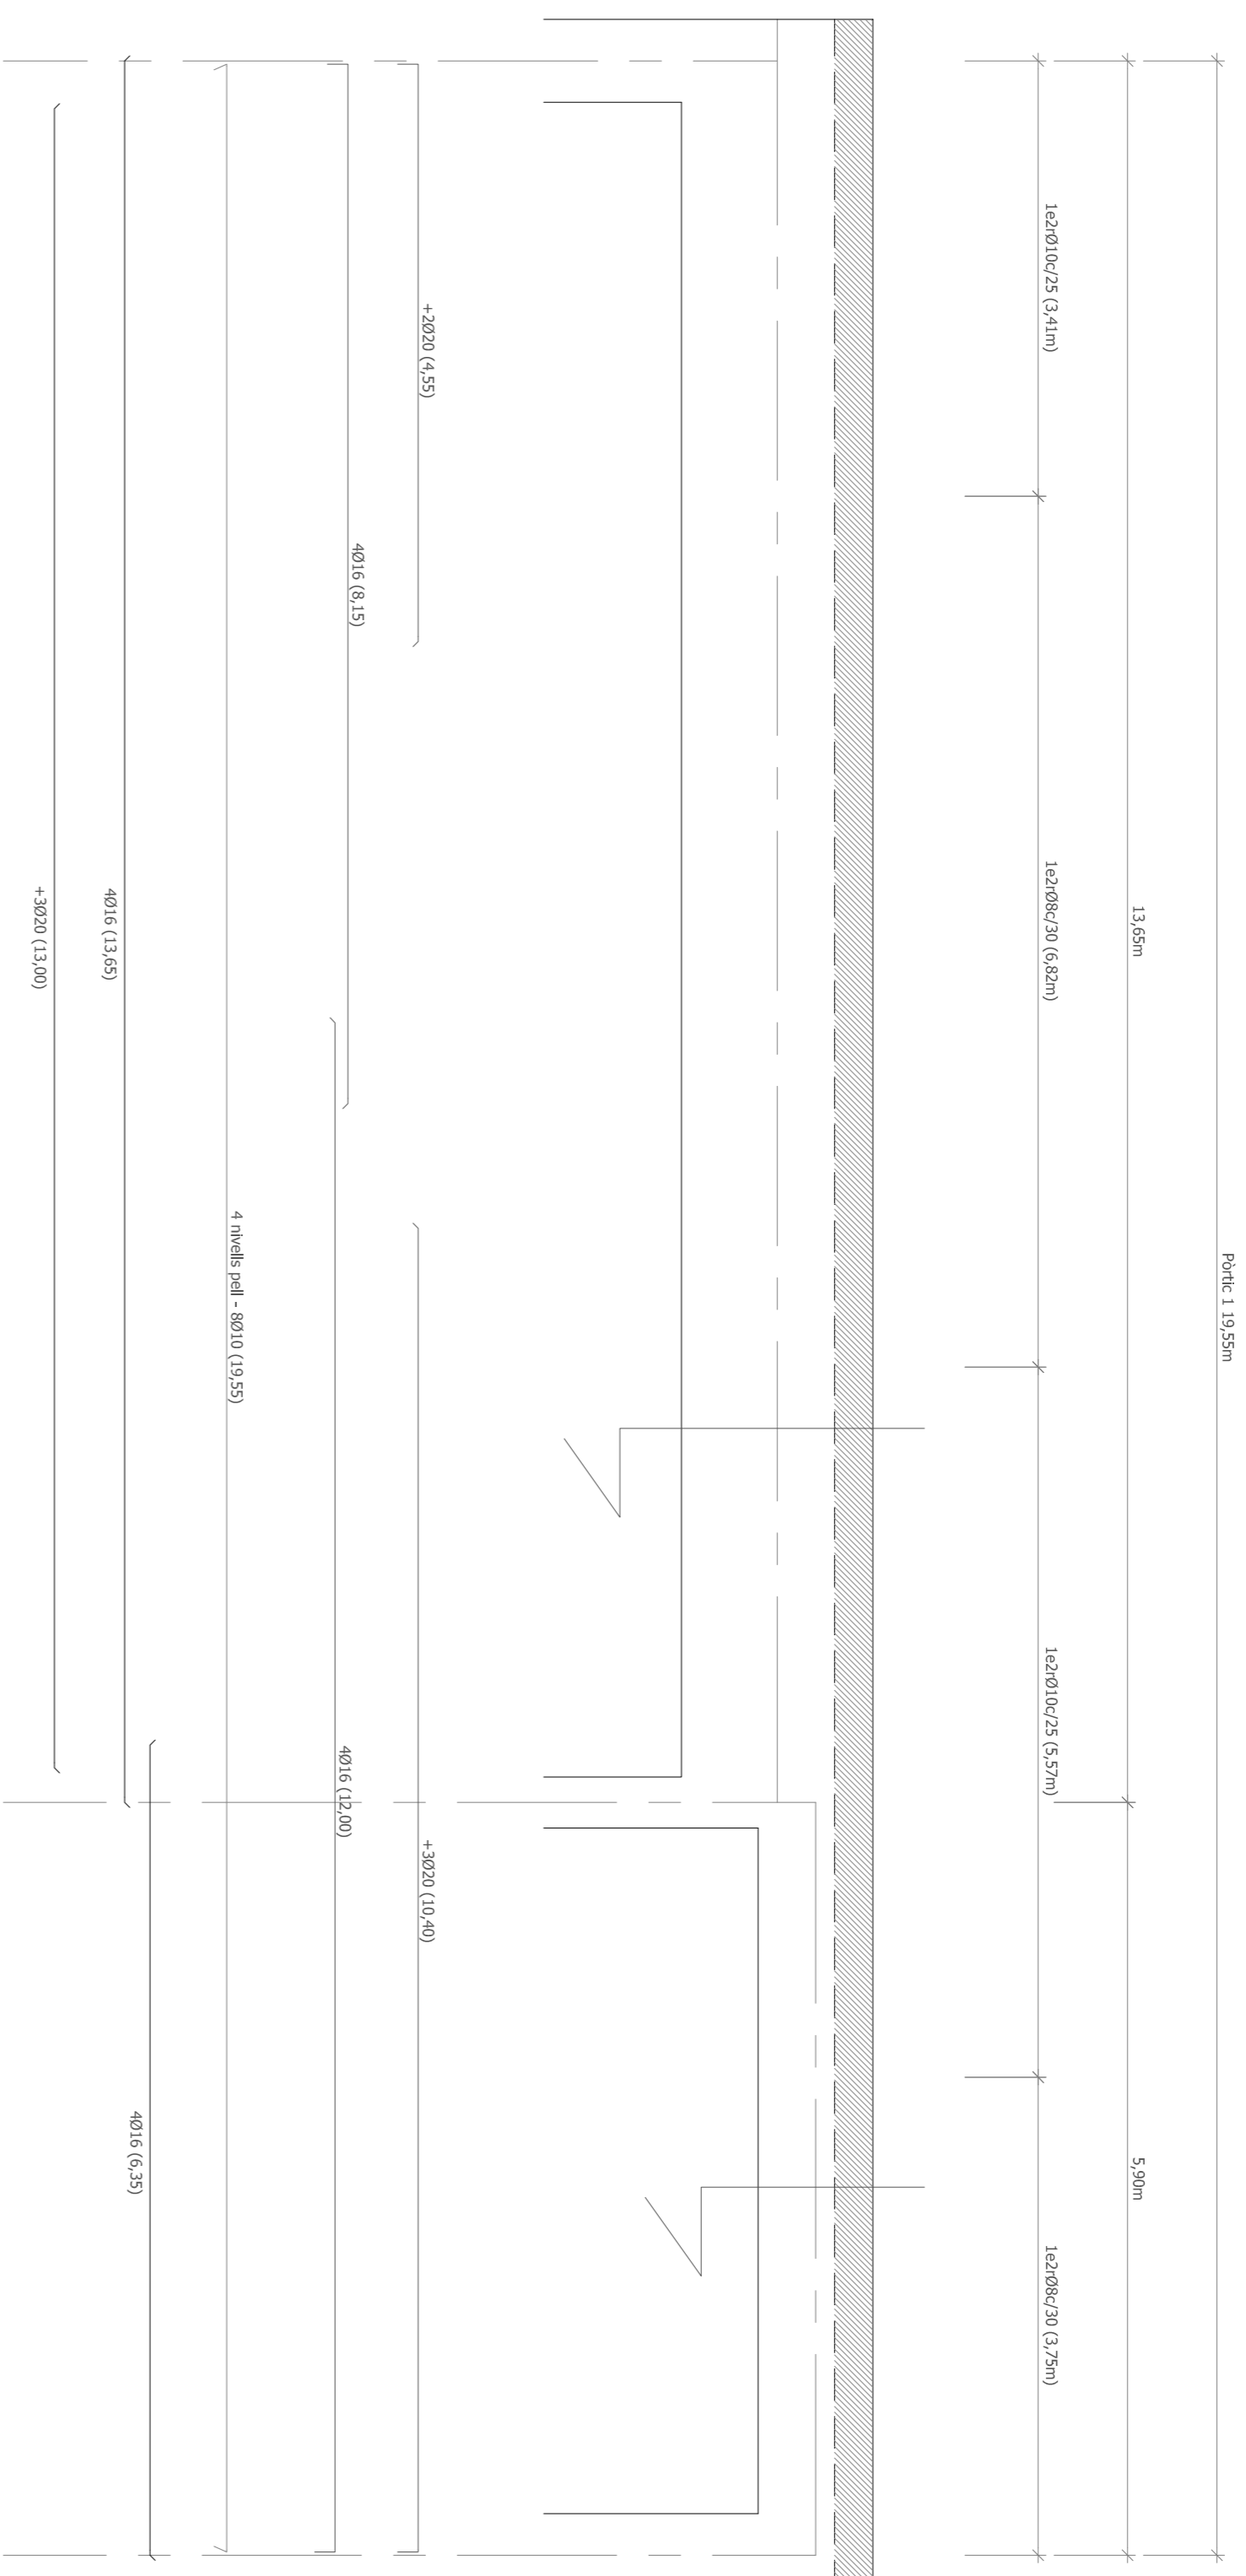 Pòrtic 1 19,55m
13,65m
5,90m
1e2rØ10c/25 (3,41m)
1e2rØ8c/30 (6,82m)
1e2rØ10c/25 (5,57m)
1e2rØ8c/30 (3,75m)
+2Ø20 (4,55)
+3Ø20 (10,40)
4Ø16 (8,15)
4Ø16 (12,00)
4 nivells pell - 8Ø10 (19,55)
4Ø16 (6,35)
4Ø16 (13,65)
+3Ø20 (13,00)